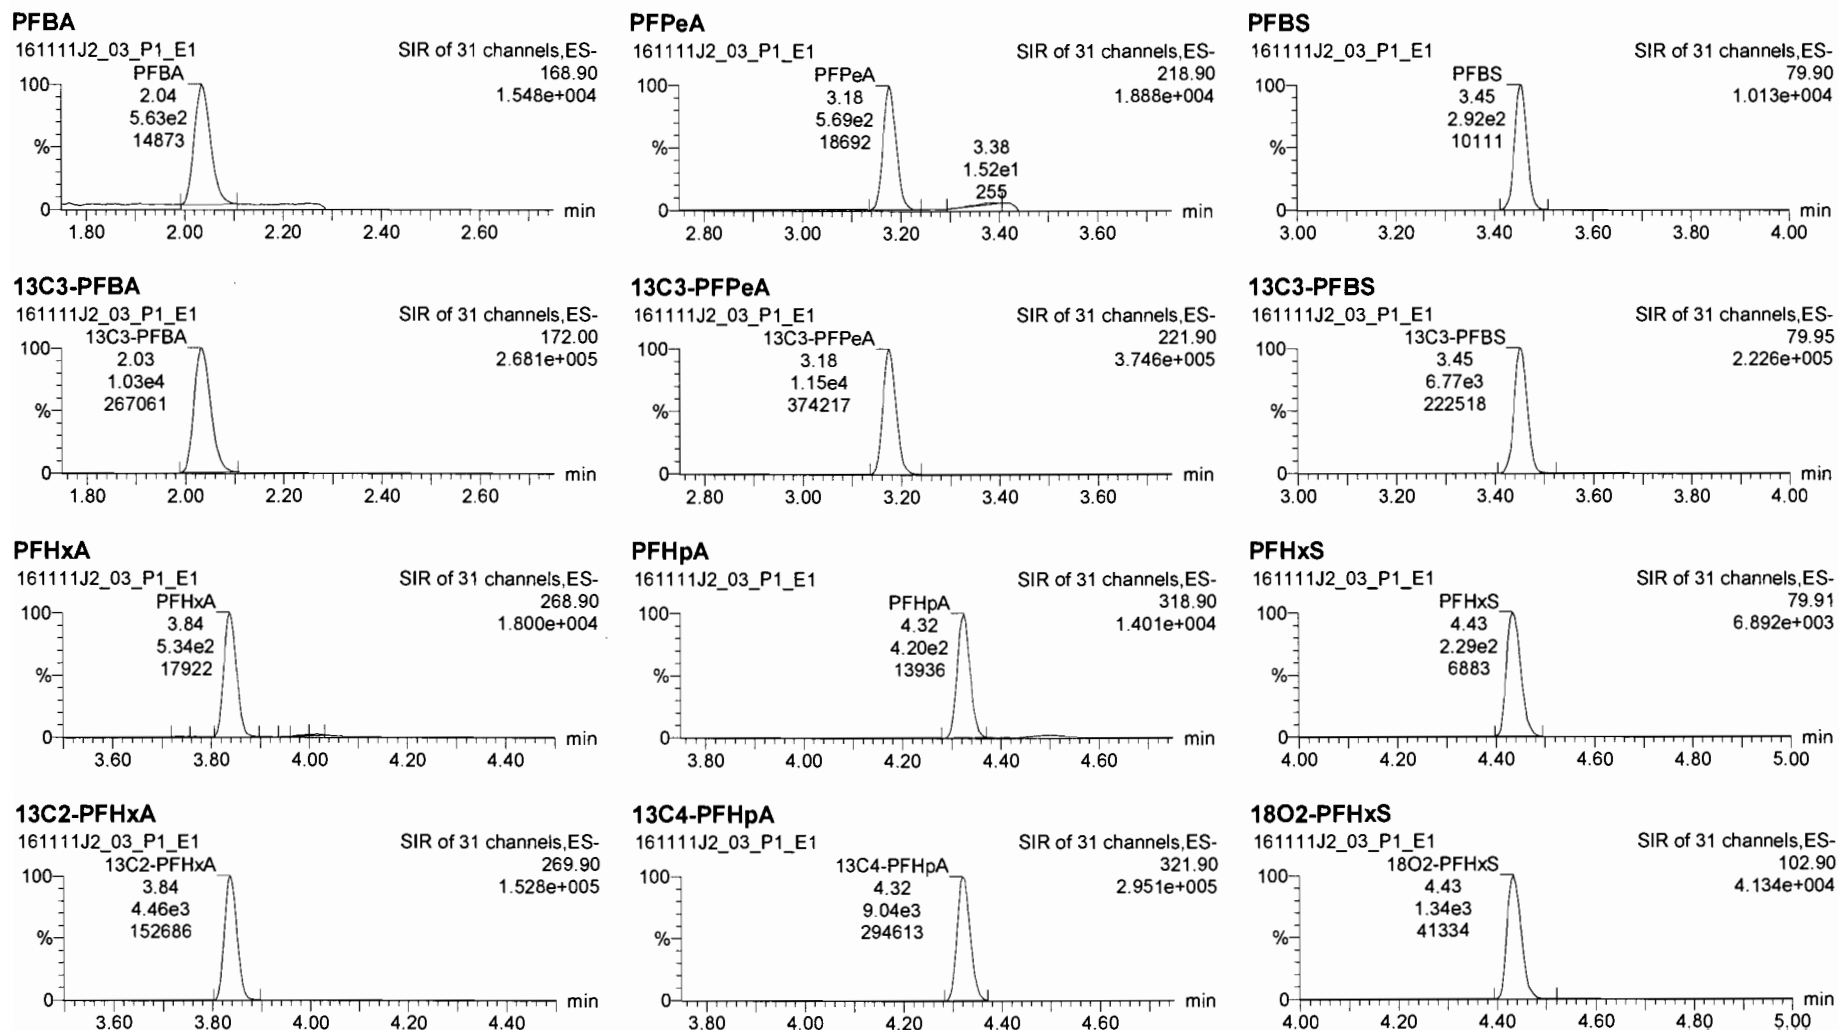 PFBA
161111J2_03_P1_E1
SIR of 31 channels,ES-
168.90
1.548e+004
PFBA
2.04
5.63e2
14873
100
%
0
1.80 2.00 2.20 2.40 2.60
min
PFPeA
161111J2_03_P1_E1
SIR of 31 channels,ES-
218.90
1.888e+004
PFPeA
3.18
5.69e2
18692
3.38
1.52e1
255
100
%
0
2.80 3.00 3.20 3.40 3.60
min
PFBS
161111J2_03_P1_E1
SIR of 31 channels,ES-
79.90
1.013e+004
PFBS
3.45
2.92e2
10111
100
%
0
3.00 3.20 3.40 3.60 3.80 4.00
min
13C3-PFBA
161111J2_03_P1_E1
SIR of 31 channels,ES-
172.00
2.681e+005
13C3-PFBA
2.03
1.03e4
267061
100
%
0
1.80 2.00 2.20 2.40 2.60
min
13C3-PFPeA
161111J2_03_P1_E1
SIR of 31 channels,ES-
221.90
3.746e+005
13C3-PFPeA
3.18
1.15e4
374217
100
%
0
2.80 3.00 3.20 3.40 3.60
min
13C3-PFBS
161111J2_03_P1_E1
SIR of 31 channels,ES-
79.95
2.226e+005
13C3-PFBS
3.45
6.77e3
222518
100
%
0
3.00 3.20 3.40 3.60 3.80 4.00
min
PFHxA
161111J2_03_P1_E1
SIR of 31 channels,ES-
268.90
1.800e+004
PFHxA
3.84
5.34e2
17922
100
%
0
3.60 3.80 4.00 4.20 4.40
min
PFHpA
161111J2_03_P1_E1
SIR of 31 channels,ES-
318.90
1.401e+004
PFHpA
4.32
4.20e2
13936
100
%
0
3.80 4.00 4.20 4.40 4.60
min
PFHxS
161111J2_03_P1_E1
SIR of 31 channels,ES-
79.91
6.892e+003
PFHxS
4.43
2.29e2
6883
100
%
0
4.00 4.20 4.40 4.60 4.80 5.00
min
13C2-PFHxA
161111J2_03_P1_E1
SIR of 31 channels,ES-
269.90
1.528e+005
13C2-PFHxA
3.84
4.46e3
152686
100
%
0
3.60 3.80 4.00 4.20 4.40
min
13C4-PFHpA
161111J2_03_P1_E1
SIR of 31 channels,ES-
321.90
2.951e+005
13C4-PFHpA
4.32
9.04e3
294613
100
%
0
3.80 4.00 4.20 4.40 4.60
min
18O2-PFHxS
161111J2_03_P1_E1
SIR of 31 channels,ES-
102.90
4.134e+004
18O2-PFHxS
4.43
1.34e3
41334
100
%
0
4.00 4.20 4.40 4.60 4.80 5.00
min